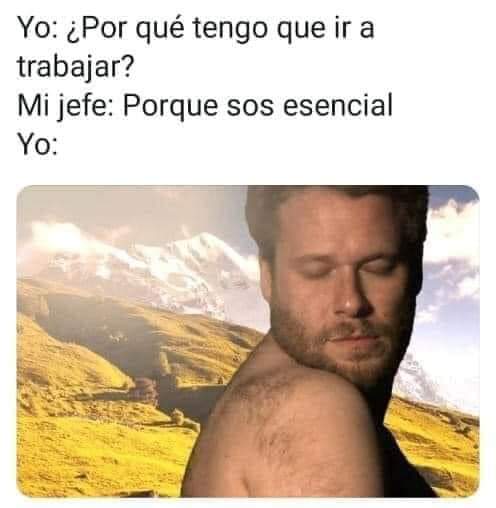 Yo: ¿Por qué tengo que ir a
trabajar?
Mi jefe: Porque sos esencial
Yo: